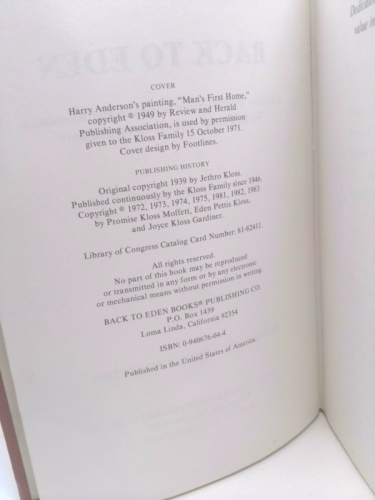 BACK TO EDEN
COVER
Harry Anderson's painting, "Man's First Home,"
copyright © 1949 by Review and Herald
Publishing Association, is used by permission
given to the Kloss Family 15 October 1971.
Cover design by Footlines.
PUBLISHING HISTORY
Original copyright 1939 by Jethro Kloss.
Published continuously by the Kloss Family since 1946.
Copyright © 1972, 1973, 1974, 1975, 1981, 1982, 1983
by Promise Kloss Moffett, Eden Pettis Kloss,
and Joyce Kloss Gardiner.
Library of Congress Catalog Card Number: 81-82411
All rights reserved.
No part of this book may be reproduced
or transmitted in any form or by any electronic
or mechanical means without permission in writing.
BACK TO EDEN BOOKS® PUBLISHING CO.
P.O. Box 1439
Loma Linda, California 92354
ISBN: 0-940676-04-4
Published in the United States of America.
value in